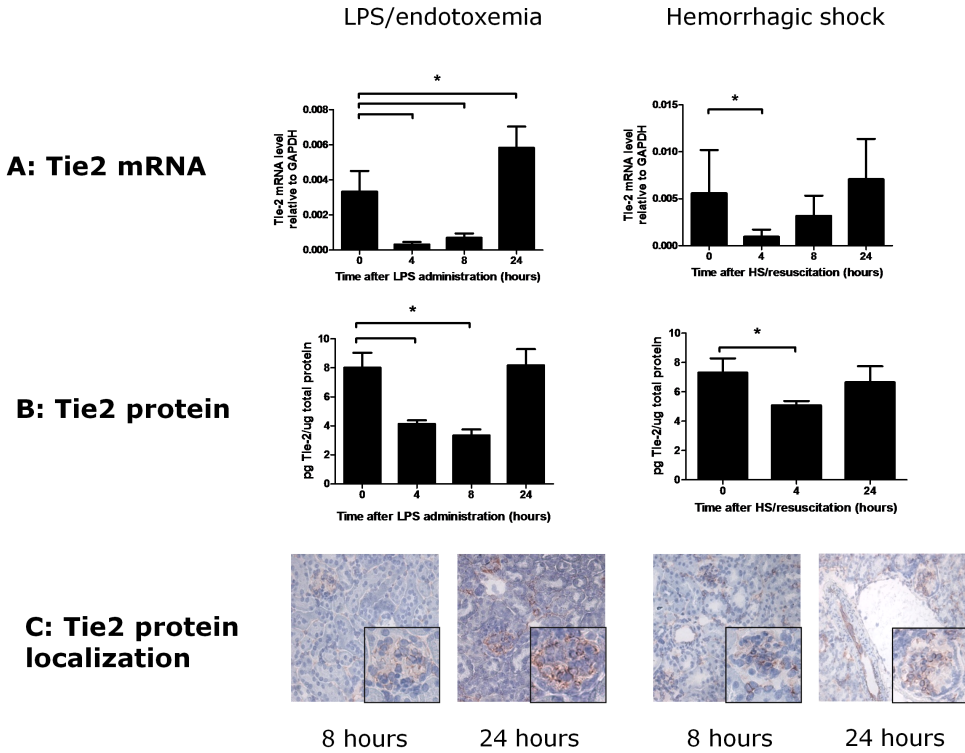 LPS/endotoxemia
Hemorrhagic shock
A: Tie2 mRNA
Tie-2 mRNA level
relative to GAPDH
0.008
0.006
0.004
0.002
0.000
*
0 4 8 24
Time after LPS administration (hours)
Tie-2 mRNA level
relative to GAPDH
0.015
0.010
0.005
0.000
*
0 4 8 24
Time after HS/resuscitation (hours)
B: Tie2 protein
pg Tie-2/ug total protein
10
8
6
4
2
0
*
0 4 8 24
Time after LPS administration (hours)
pg Tie-2/ug total protein
10
8
6
4
2
0
*
0 4 24
Time after HS/resuscitation (hours)
C: Tie2 protein
localization
8 hours
24 hours
8 hours
24 hours